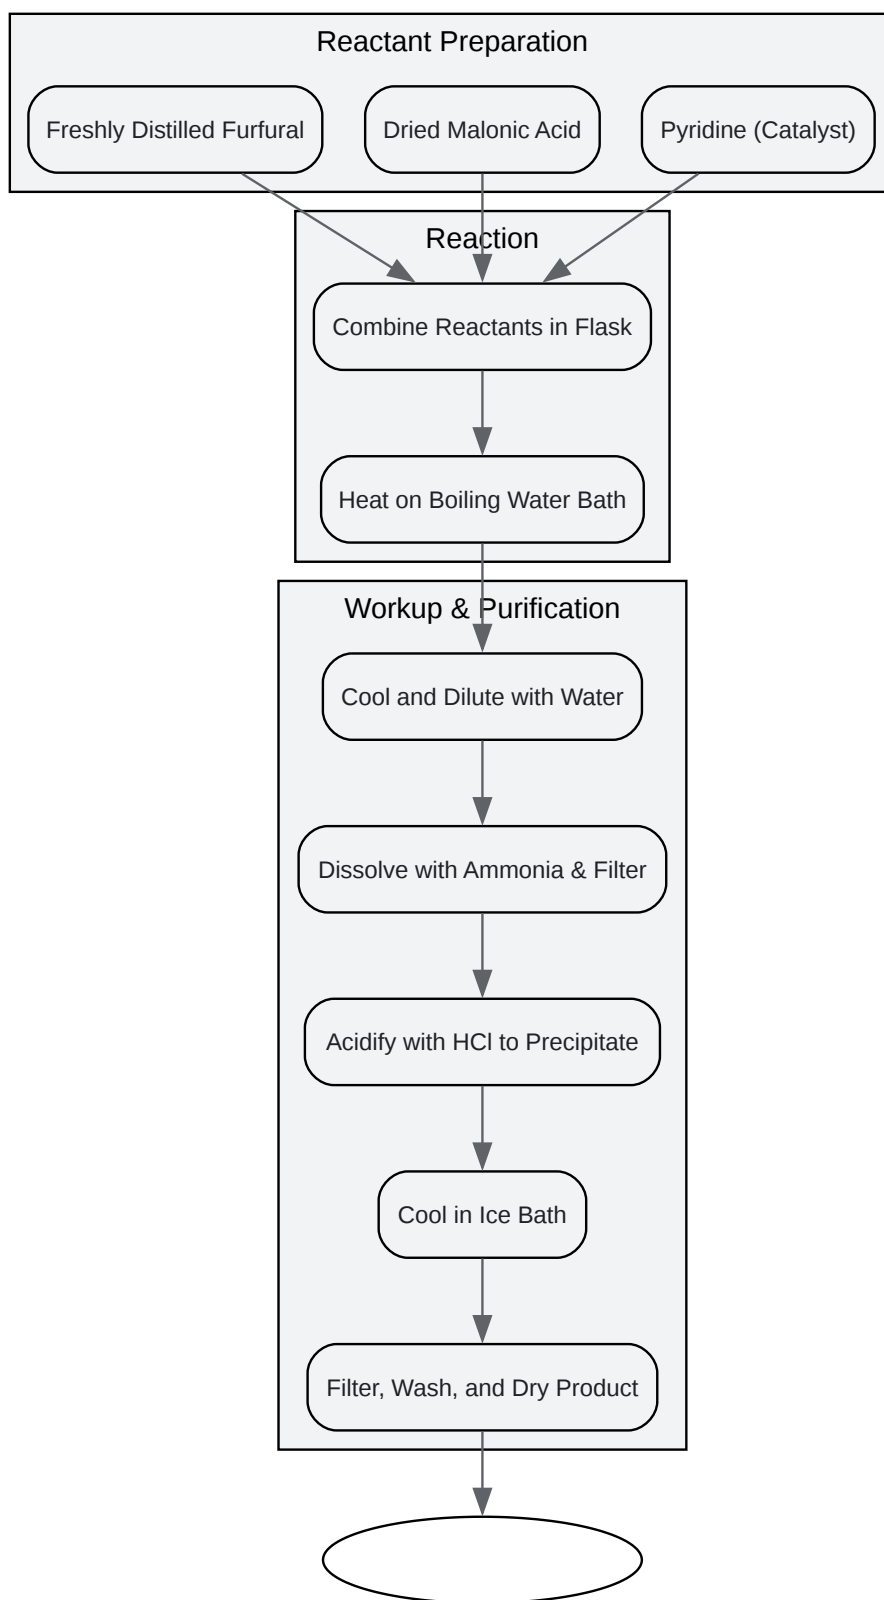 Reactant Preparation
Freshly Distilled Furfural
Dried Malonic Acid
Pyridine (Catalyst)
Reaction
Combine Reactants in Flask
Heat on Boiling Water Bath
Workup & Purification
Cool and Dilute with Water
Dissolve with Ammonia & Filter
Acidify with HCl to Precipitate
Cool in Ice Bath
Filter, Wash, and Dry Product